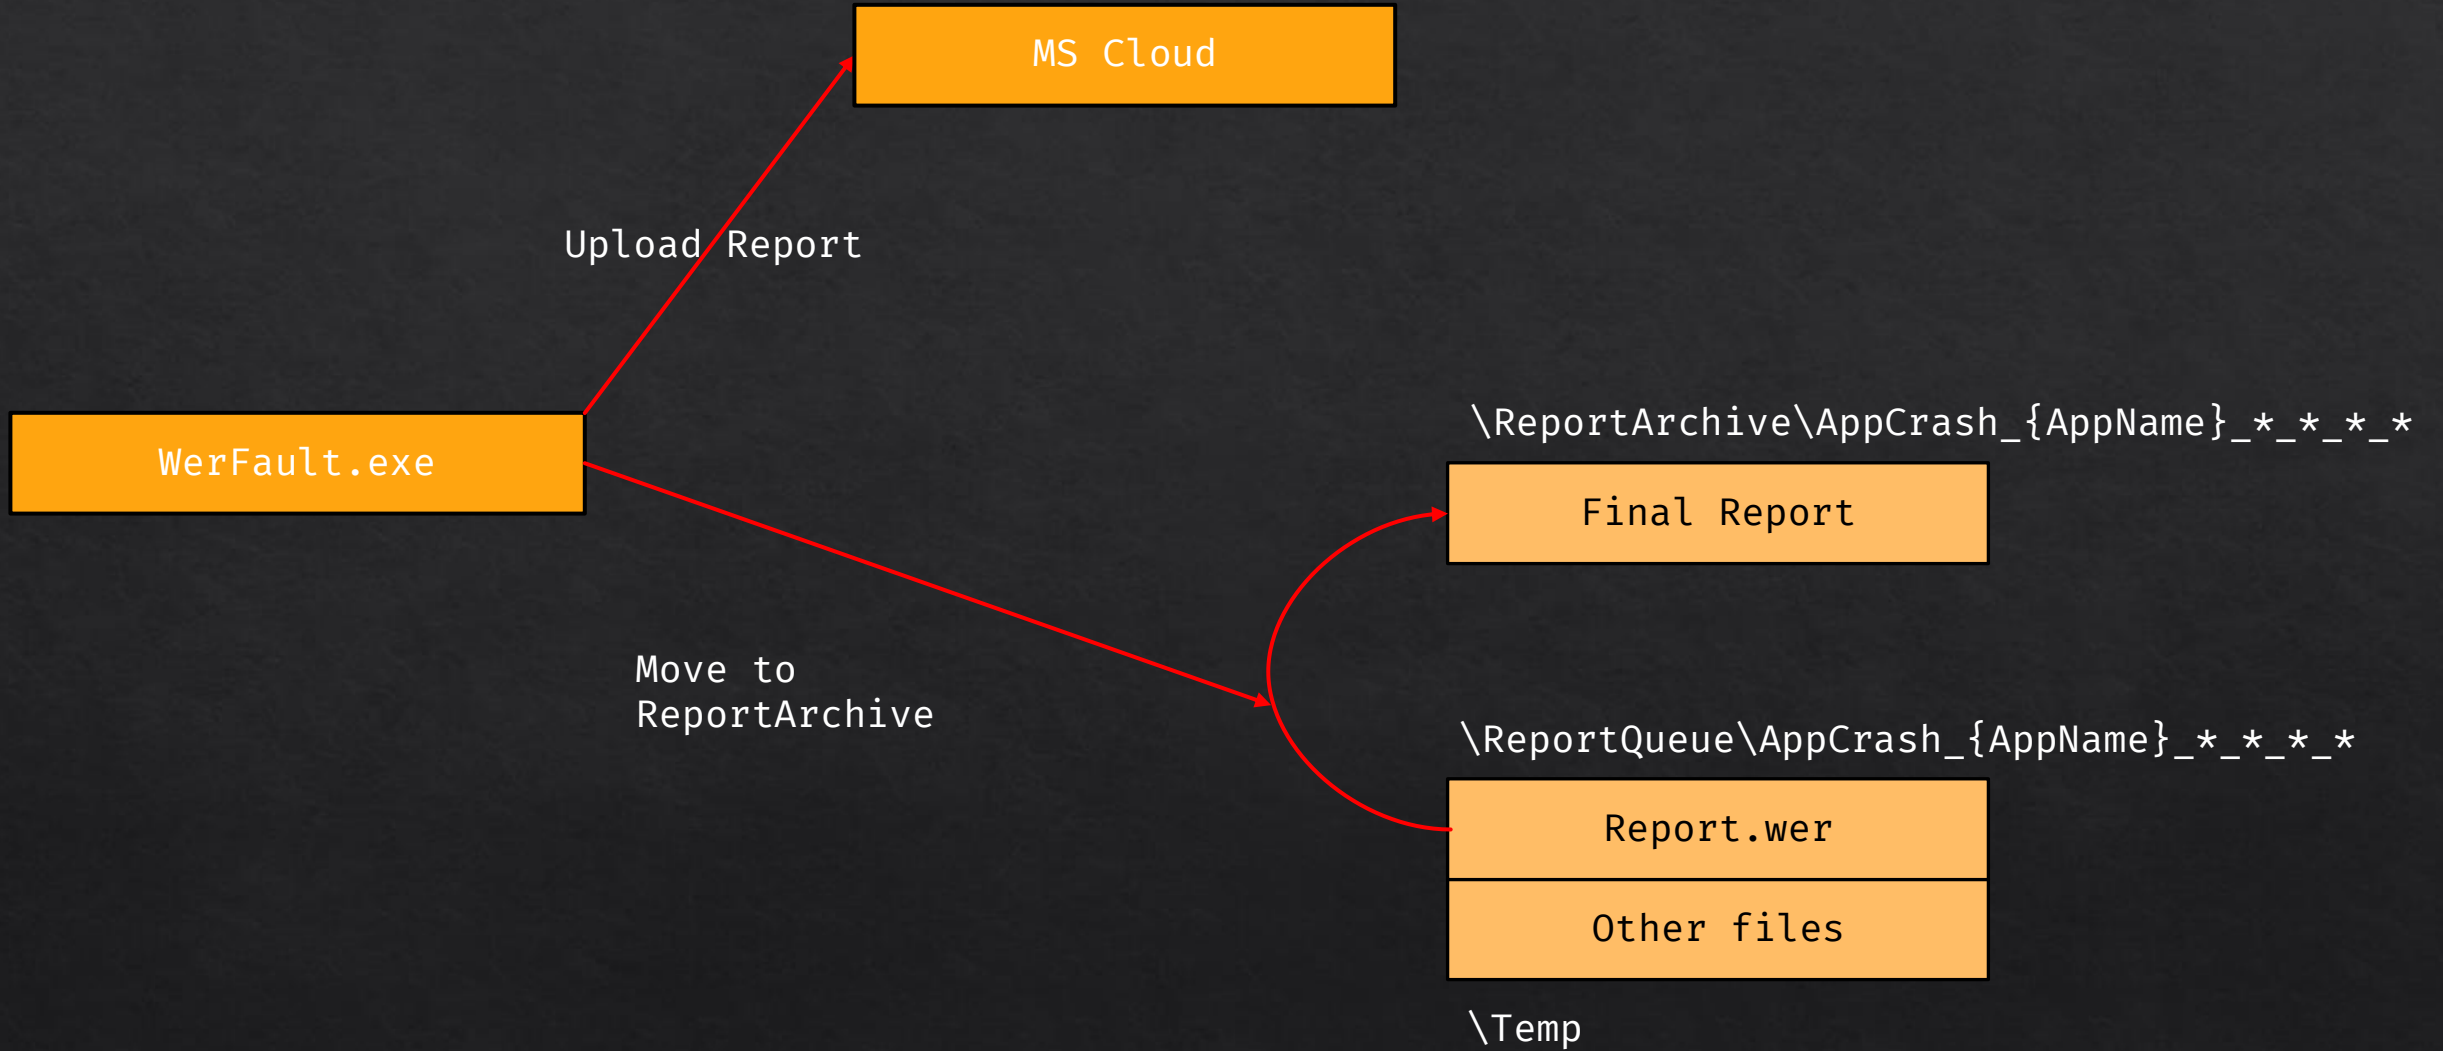 MS Cloud
Upload Report
WerFault.exe
\ReportArchive\AppCrash_{AppName}_*_*_*_*
Final Report
Move to
ReportArchive
\ReportQueue\AppCrash_{AppName}_*_*_*_*
Report.wer
Other files
\Temp